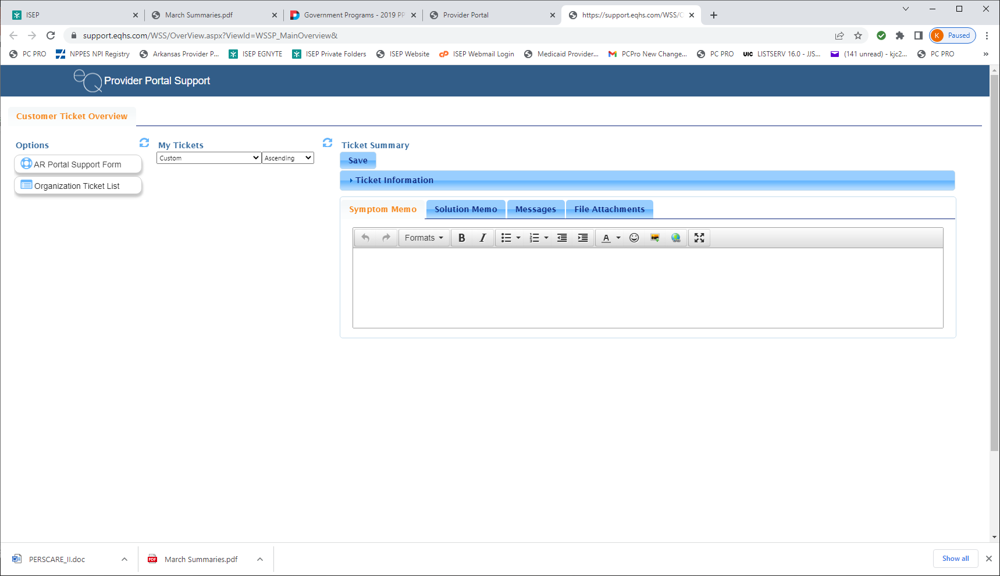 ISEP
March Summaries.pdf
Government Programs - 2019 PP
Provider Portal
https://support.eqhs.com/WSS/O
support.eqhs.com/WSS/OverView.aspx?ViewId=WSSP_MainOverview&
K Paused
PC PRO
NPPES NPI Registry
Arkansas Provider P...
ISEP EGNYTE
ISEP Private Folders
ISEP Website
cP ISEP Webmail Login
Medicaid Provider...
PCPro New Change...
PC PRO
UIC LISTSERV 16.0 - JJS...
(141 unread) - kjc2...
PC PRO
»
eQ Provider Portal Support
Customer Ticket Overview
Options
AR Portal Support Form
Organization Ticket List
My Tickets
Custom
Ascending
Ticket Summary
Save
Ticket Information
Symptom Memo
Solution Memo
Messages
File Attachments
Formats
B
I
A
PERSCARE_II.doc
PDF March Summaries.pdf
Show all